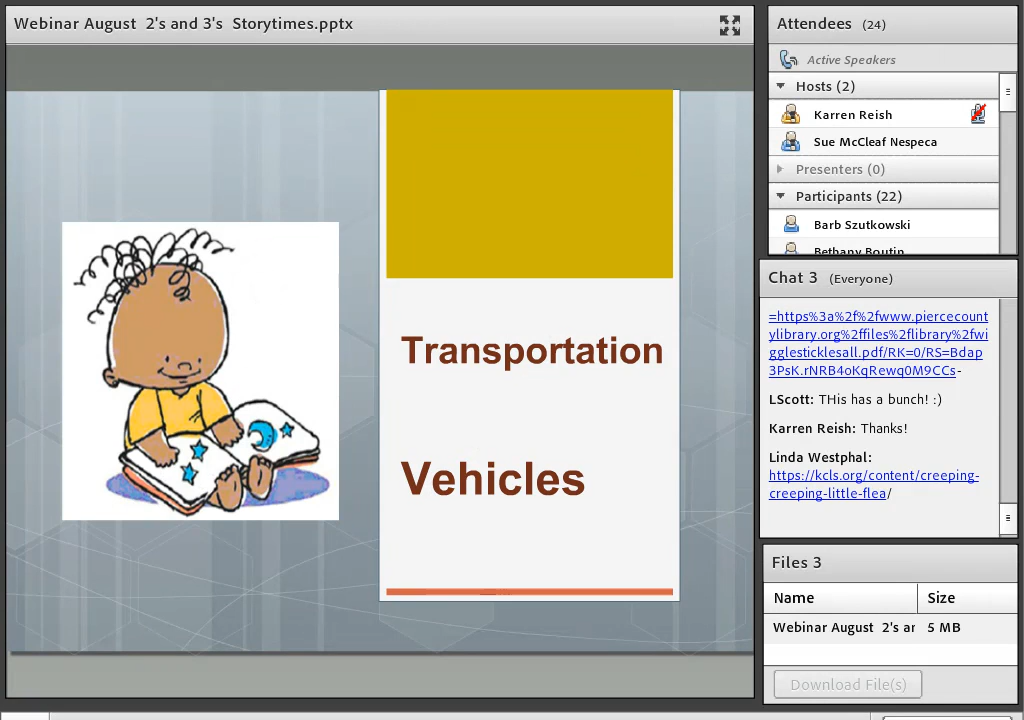 Webinar August  2's and 3's  Storytimes.pptx
Transportation
Vehicles
Attendees (24)
Active Speakers
Hosts (2)
Karren Reish
Sue McCleaf Nespeca
Presenters (0)
Participants (22)
Barb Szutkowski
Bethany Boutin
Chat 3 (Everyone)
=https%3a%2f%2fwww.piercecount
ylibrary.org%2ffiles%2flibrary%2fwi
gglesticklesall.pdf/RK=0/RS=Bdap
3PsK.rNRB4oKqRewq0M9CCs-
LScott: THis has a bunch! :)
Karren Reish: Thanks!
Linda Westphal:
https://kcls.org/content/creeping-
creeping-little-flea/
Files 3
Name Size
Webinar August  2's ar 5 MB
Download File(s)